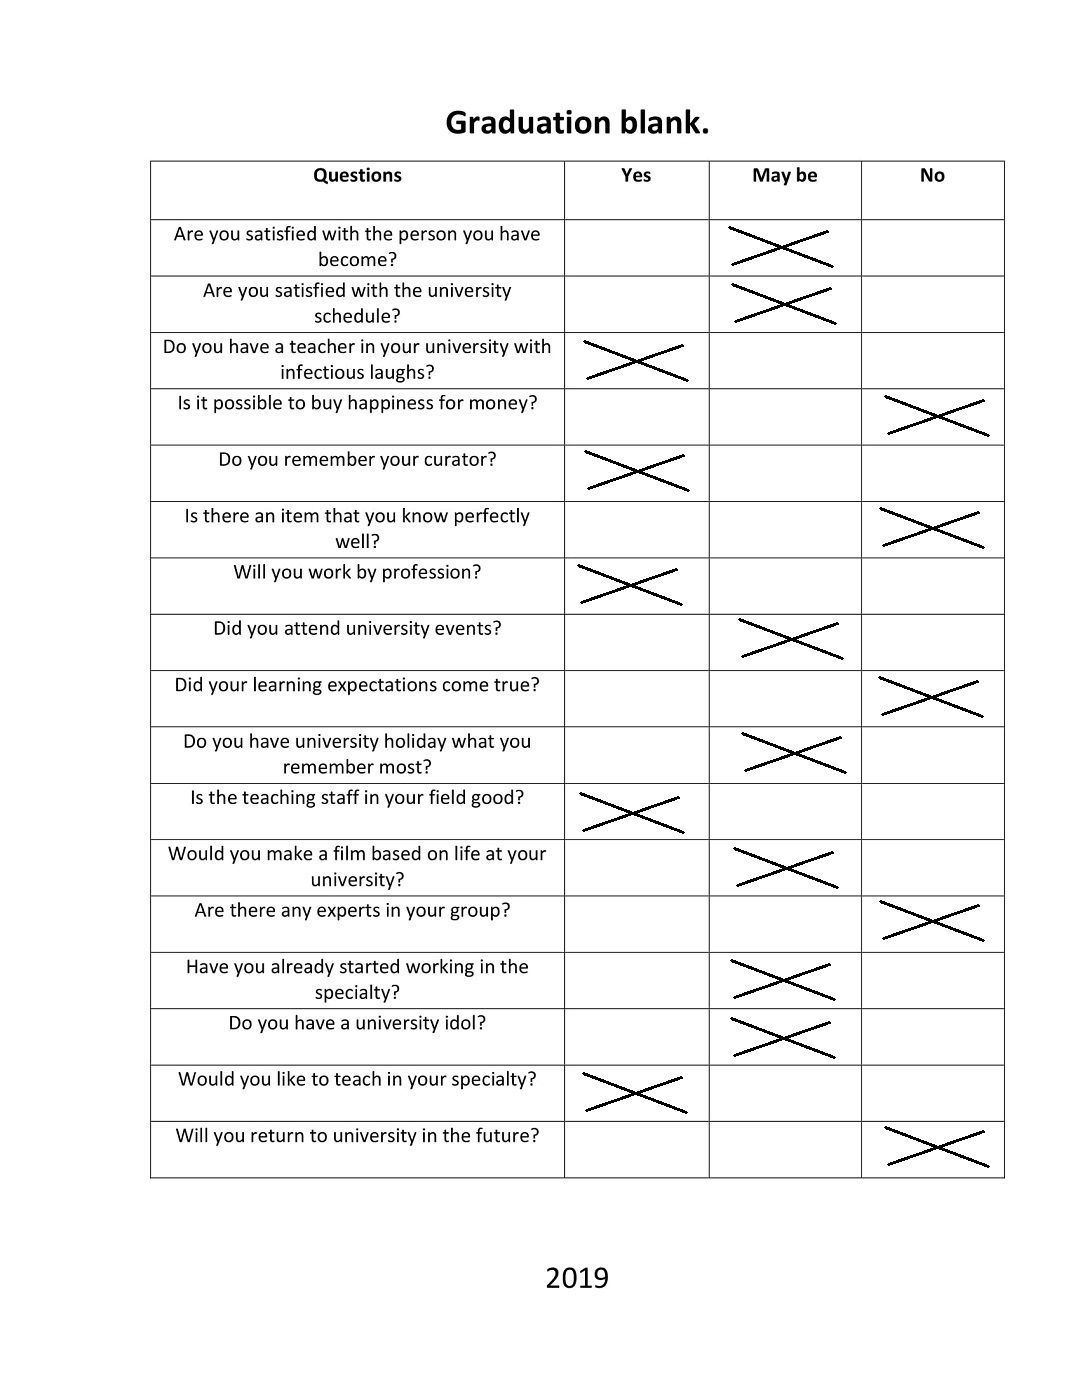 Graduation blank.
Questions Yes May be No
Are you satisfied with the person you have
become?
Are you satisfied with the university
schedule?
Do you have a teacher in your university with
infectious laughs?
Is it possible to buy happiness for money?
Do you remember your curator?
Is there an item that you know perfectly
well?
Will you work by profession?
Did you attend university events?
Did your learning expectations come true?
Do you have university holiday what you
remember most?
Is the teaching staff in your field good?
Would you make a film based on life at your
university?
Are there any experts in your group?
Have you already started working in the
specialty?
Do you have a university idol?
Would you like to teach in your specialty?
Will you return to university in the future?
2019